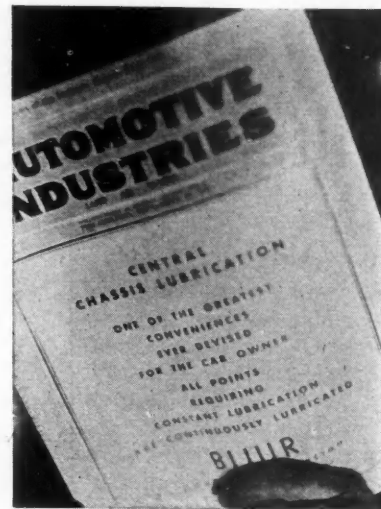 AUTOMOTIVE
INDUSTRIES
CENTRAL
CHASSIS LUBRICATION
ONE OF THE GREATEST
CONVENIENCES
EVER DEVISED
FOR THE CAR OWNER
ALL POINTS
REQUIRING
CONSTANT LUBRICATION
ARE CONTINUOUSLY LUBRICATED